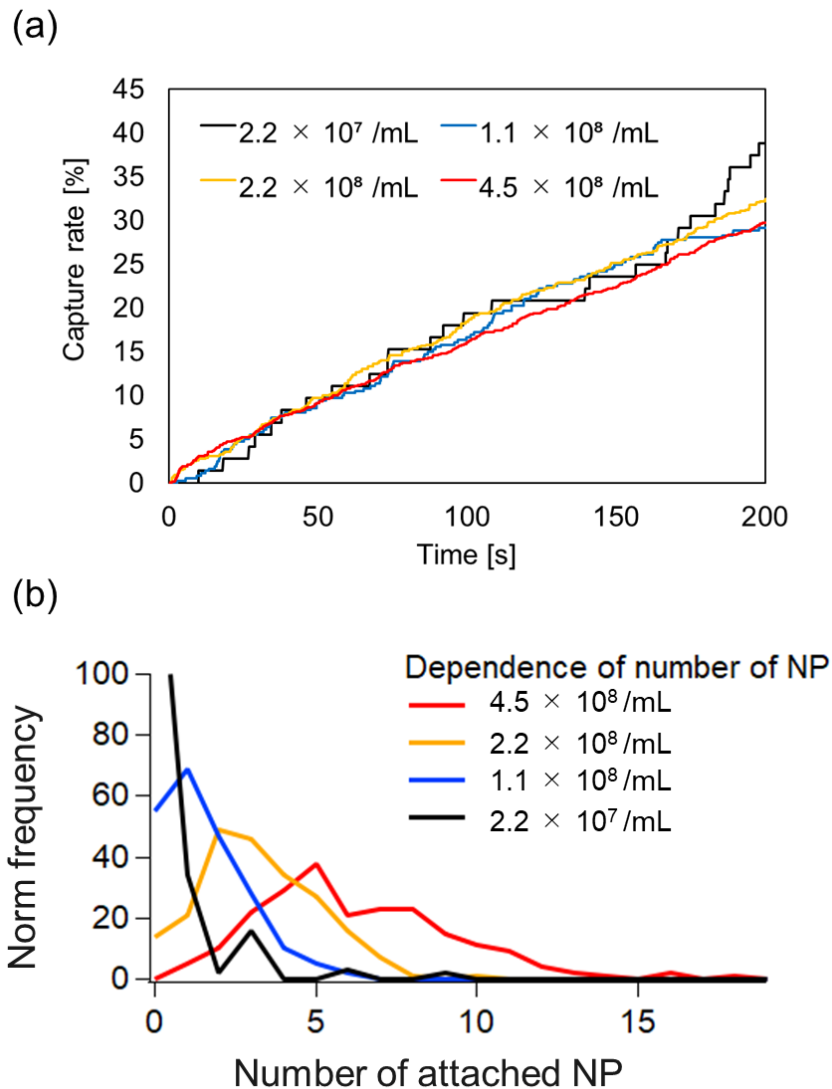 (a)
45
40
35
30
25
20
15
10
5
0
Capture rate [%]
2.2 × 10⁷ /mL
1.1 × 10⁸ /mL
2.2 × 10⁸ /mL
4.5 × 10⁸ /mL
0 50 100 150 200
Time [s]
(b)
100
80
60
40
20
0
Norm frequency
Dependence of number of NP
4.5 × 10⁸ /mL
2.2 × 10⁸ /mL
1.1 × 10⁸ /mL
2.2 × 10⁷ /mL
0 5 10 15
Number of attached NP